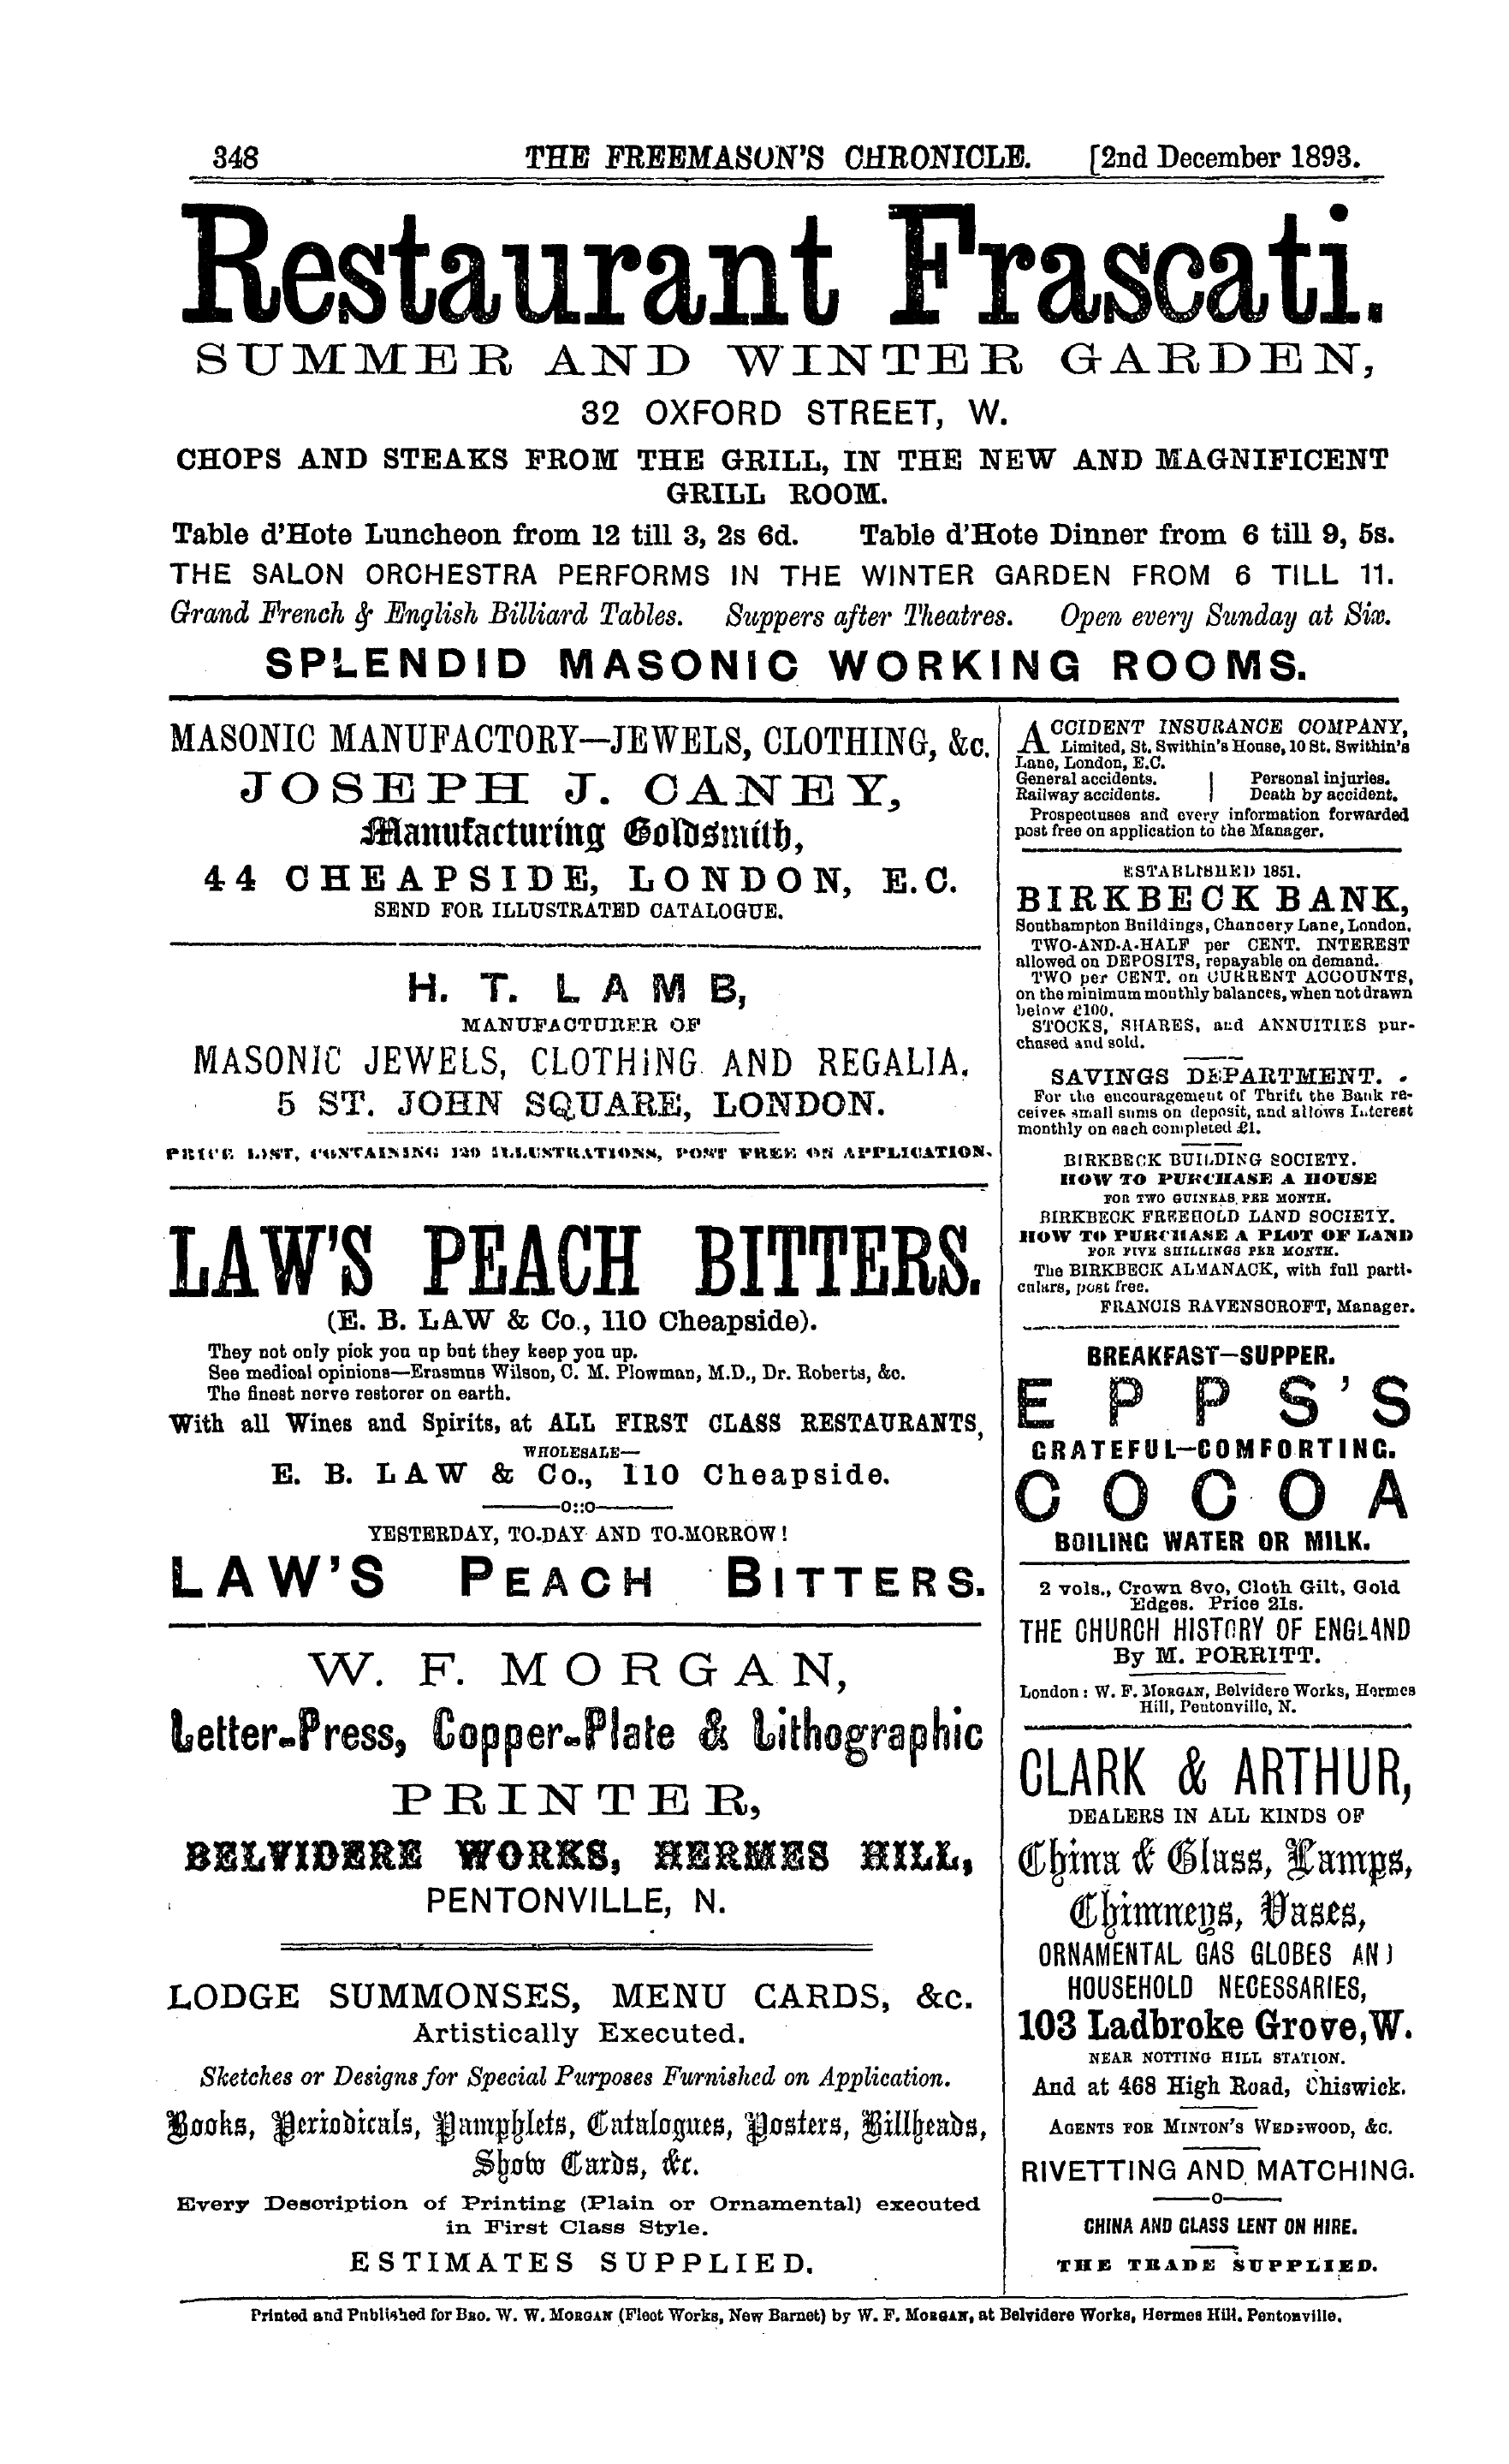 348 THE FREEMASON'S CHRONICLE. [2nd December 1893.
Restaurant Frascati.
SUMMER AND WINTER GARDEN,
32 OXFORD STREET, W.
CHOPS AND STEAKS FROM THE GRILL, IN THE NEW AND MAGNIFICENT
GRILL ROOM.
Table d'Hote Luncheon from 12 till 3, 2s 6d. Table d'Hote Dinner from 6 till 9, 5s.
THE SALON ORCHESTRA PERFORMS IN THE WINTER GARDEN FROM 6 TILL 11.
Grand French & English Billiard Tables. Suppers after Theatres. Open every Sunday at Six.
SPLENDID MASONIC WORKING ROOMS.
MASONIC MANUFACTORY—JEWELS, CLOTHING, &c.
JOSEPH J. CANEY,
Manufacturing Goldsmith,
44 CHEAPSIDE, LONDON, E.C.
SEND FOR ILLUSTRATED CATALOGUE.
H. T. LAMB,
MANUFACTURER OF
MASONIC JEWELS, CLOTHING AND REGALIA,
5 ST. JOHN SQUARE, LONDON.
PRICE LIST, CONTAINING 120 ILLUSTRATIONS, POST FREE ON APPLICATION.
LAW'S PEACH BITTERS.
(E. B. LAW & Co., 110 Cheapside).
They not only pick you up but they keep you up.
See medical opinions—Erasmus Wilson, C. M. Plowman, M.D., Dr. Roberts, &c.
The finest nerve restorer on earth.
With all Wines and Spirits, at ALL FIRST CLASS RESTAURANTS,
WHOLESALE—
E. B. LAW & Co., 110 Cheapside.
O::O
YESTERDAY, TO-DAY AND TO-MORROW!
LAW'S PEACH BITTERS.
W. F. MORGAN,
Letter-Press, Copper-Plate & Lithographic
PRINTER,
BELVIDERE WORKS, HERMES HILL,
PENTONVILLE, N.
LODGE SUMMONSES, MENU CARDS, &c.
Artistically Executed.
Sketches or Designs for Special Purposes Furnished on Application.
Books, Periodicals, Pamphlets, Catalogues, Posters, Billheads,
Show Cards, &c.
Every Description of Printing (Plain or Ornamental) executed
in First Class Style.
ESTIMATES SUPPLIED.
ACCIDENT INSURANCE COMPANY,
Limited, St. Swithin's House, 10 St. Swithin's
Lane, London, E.C.
General accidents. | Personal injuries.
Railway accidents. | Death by accident.
Prospectuses and every information forwarded
post free on application to the Manager.
ESTABLISHED 1851.
BIRKBECK BANK,
Southampton Buildings, Chancery Lane, London.
TWO-AND-A-HALF per CENT. INTEREST
allowed on DEPOSITS, repayable on demand.
TWO per CENT. on CURRENT ACCOUNTS,
on the minimum monthly balances, when not drawn
below £100.
STOCKS, SHARES, and ANNUITIES pur-
chased and sold.
SAVINGS DEPARTMENT.
For the encouragement of Thrift the Bank re-
ceives small sums on deposit, and allows Interest
monthly on each completed £1.
BIRKBECK BUILDING SOCIETY.
HOW TO PURCHASE A HOUSE
FOR TWO GUINEAS PER MONTH.
BIRKBECK FREEHOLD LAND SOCIETY.
HOW TO PURCHASE A PLOT OF LAND
FOR FIVE SHILLINGS PER MONTH.
The BIRKBECK ALMANACK, with full parti-
culars, post free.
FRANCIS RAVENSCROFT, Manager.
BREAKFAST—SUPPER.
EPPS'S
GRATEFUL—COMFORTING.
COCOA
BOILING WATER OR MILK.
2 vols., Crown 8vo, Cloth Gilt, Gold
Edges. Price 21s.
THE CHURCH HISTORY OF ENGLAND
By M. PORRITT.
London: W. F. MORGAN, Belvidere Works, Hermes
Hill, Pentonville, N.
CLARK & ARTHUR,
DEALERS IN ALL KINDS OF
China & Glass, Lamps,
Chimneys, Vases,
ORNAMENTAL GAS GLOBES AND
HOUSEHOLD NECESSARIES,
103 Ladbroke Grove, W.
NEAR NOTTING HILL STATION.
And at 468 High Road, Chiswick.
AGENTS FOR MINTON'S WEDGWOOD, &c.
RIVETTING AND MATCHING.
o
CHINA AND GLASS LENT ON HIRE.
THE TRADE SUPPLIED.
Printed and Published for BRO. W. W. MORGAN (Fleet Works, New Barnet) by W. F. MORGAN, at Belvidere Works, Hermes Hill, Pentonville.